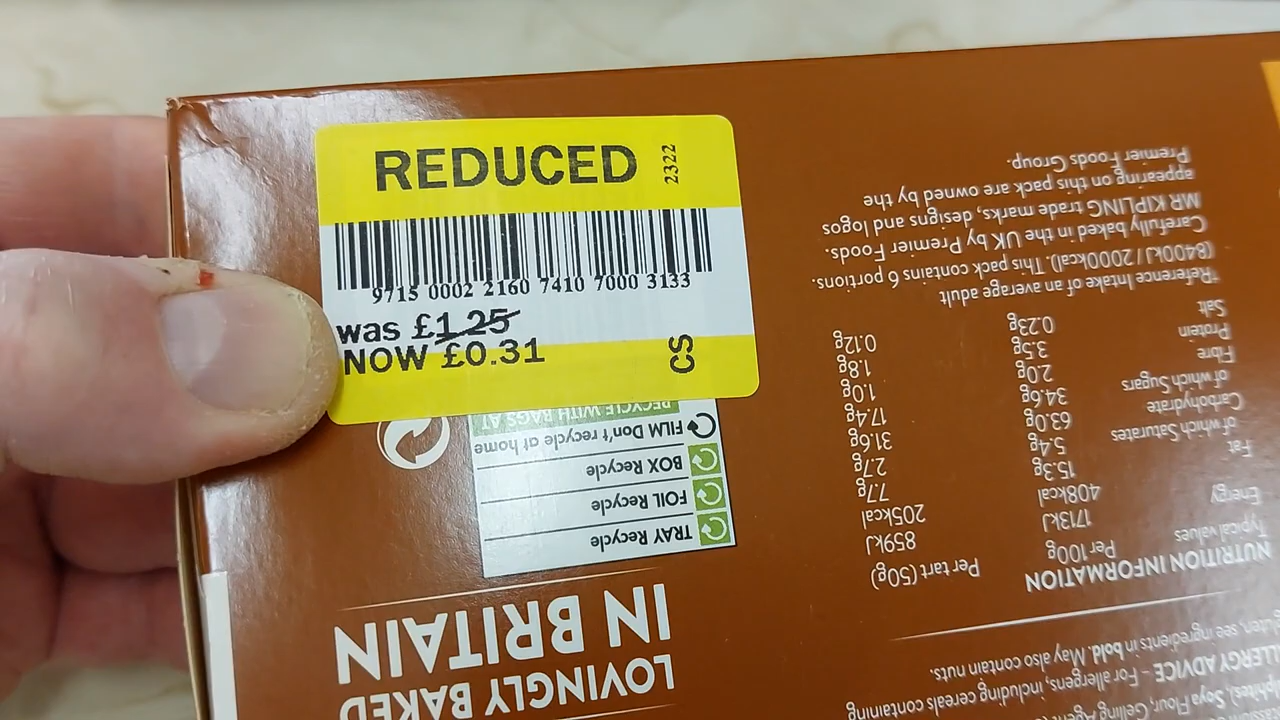 REDUCED
2322
9715 0002 2160 7410 7000 3133
was £1.25
NOW £0.31
CS
LOVINGLY BAKED
IN BRITAIN
TRAY Recycle
FOIL Recycle
BOX Recycle
FILM Don't recycle at home
RECYCLE WITH BAGS AT
ALLERGY ADVICE – For allergens, including cereals containing
gluten, see ingredients in bold. May also contain nuts.
NUTRITION INFORMATION
Typical values Per 100g Per tart (50g)
Energy 1713kJ 859kJ
408kcal 205kcal
Fat 15.3g 7.7g
of which Saturates 5.4g 2.7g
Carbohydrate 63.0g 31.6g
of which Sugars 34.6g 17.4g
Fibre 2.0g 1.0g
Protein 3.5g 1.8g
Salt 0.23g 0.12g
*Reference Intake of an average adult
(8400kJ / 2000kcal). This pack contains 6 portions.
Carefully baked in the UK by Premier Foods.
MR KIPLING trade marks, designs and logos
appearing on this pack are owned by the
Premier Foods Group.